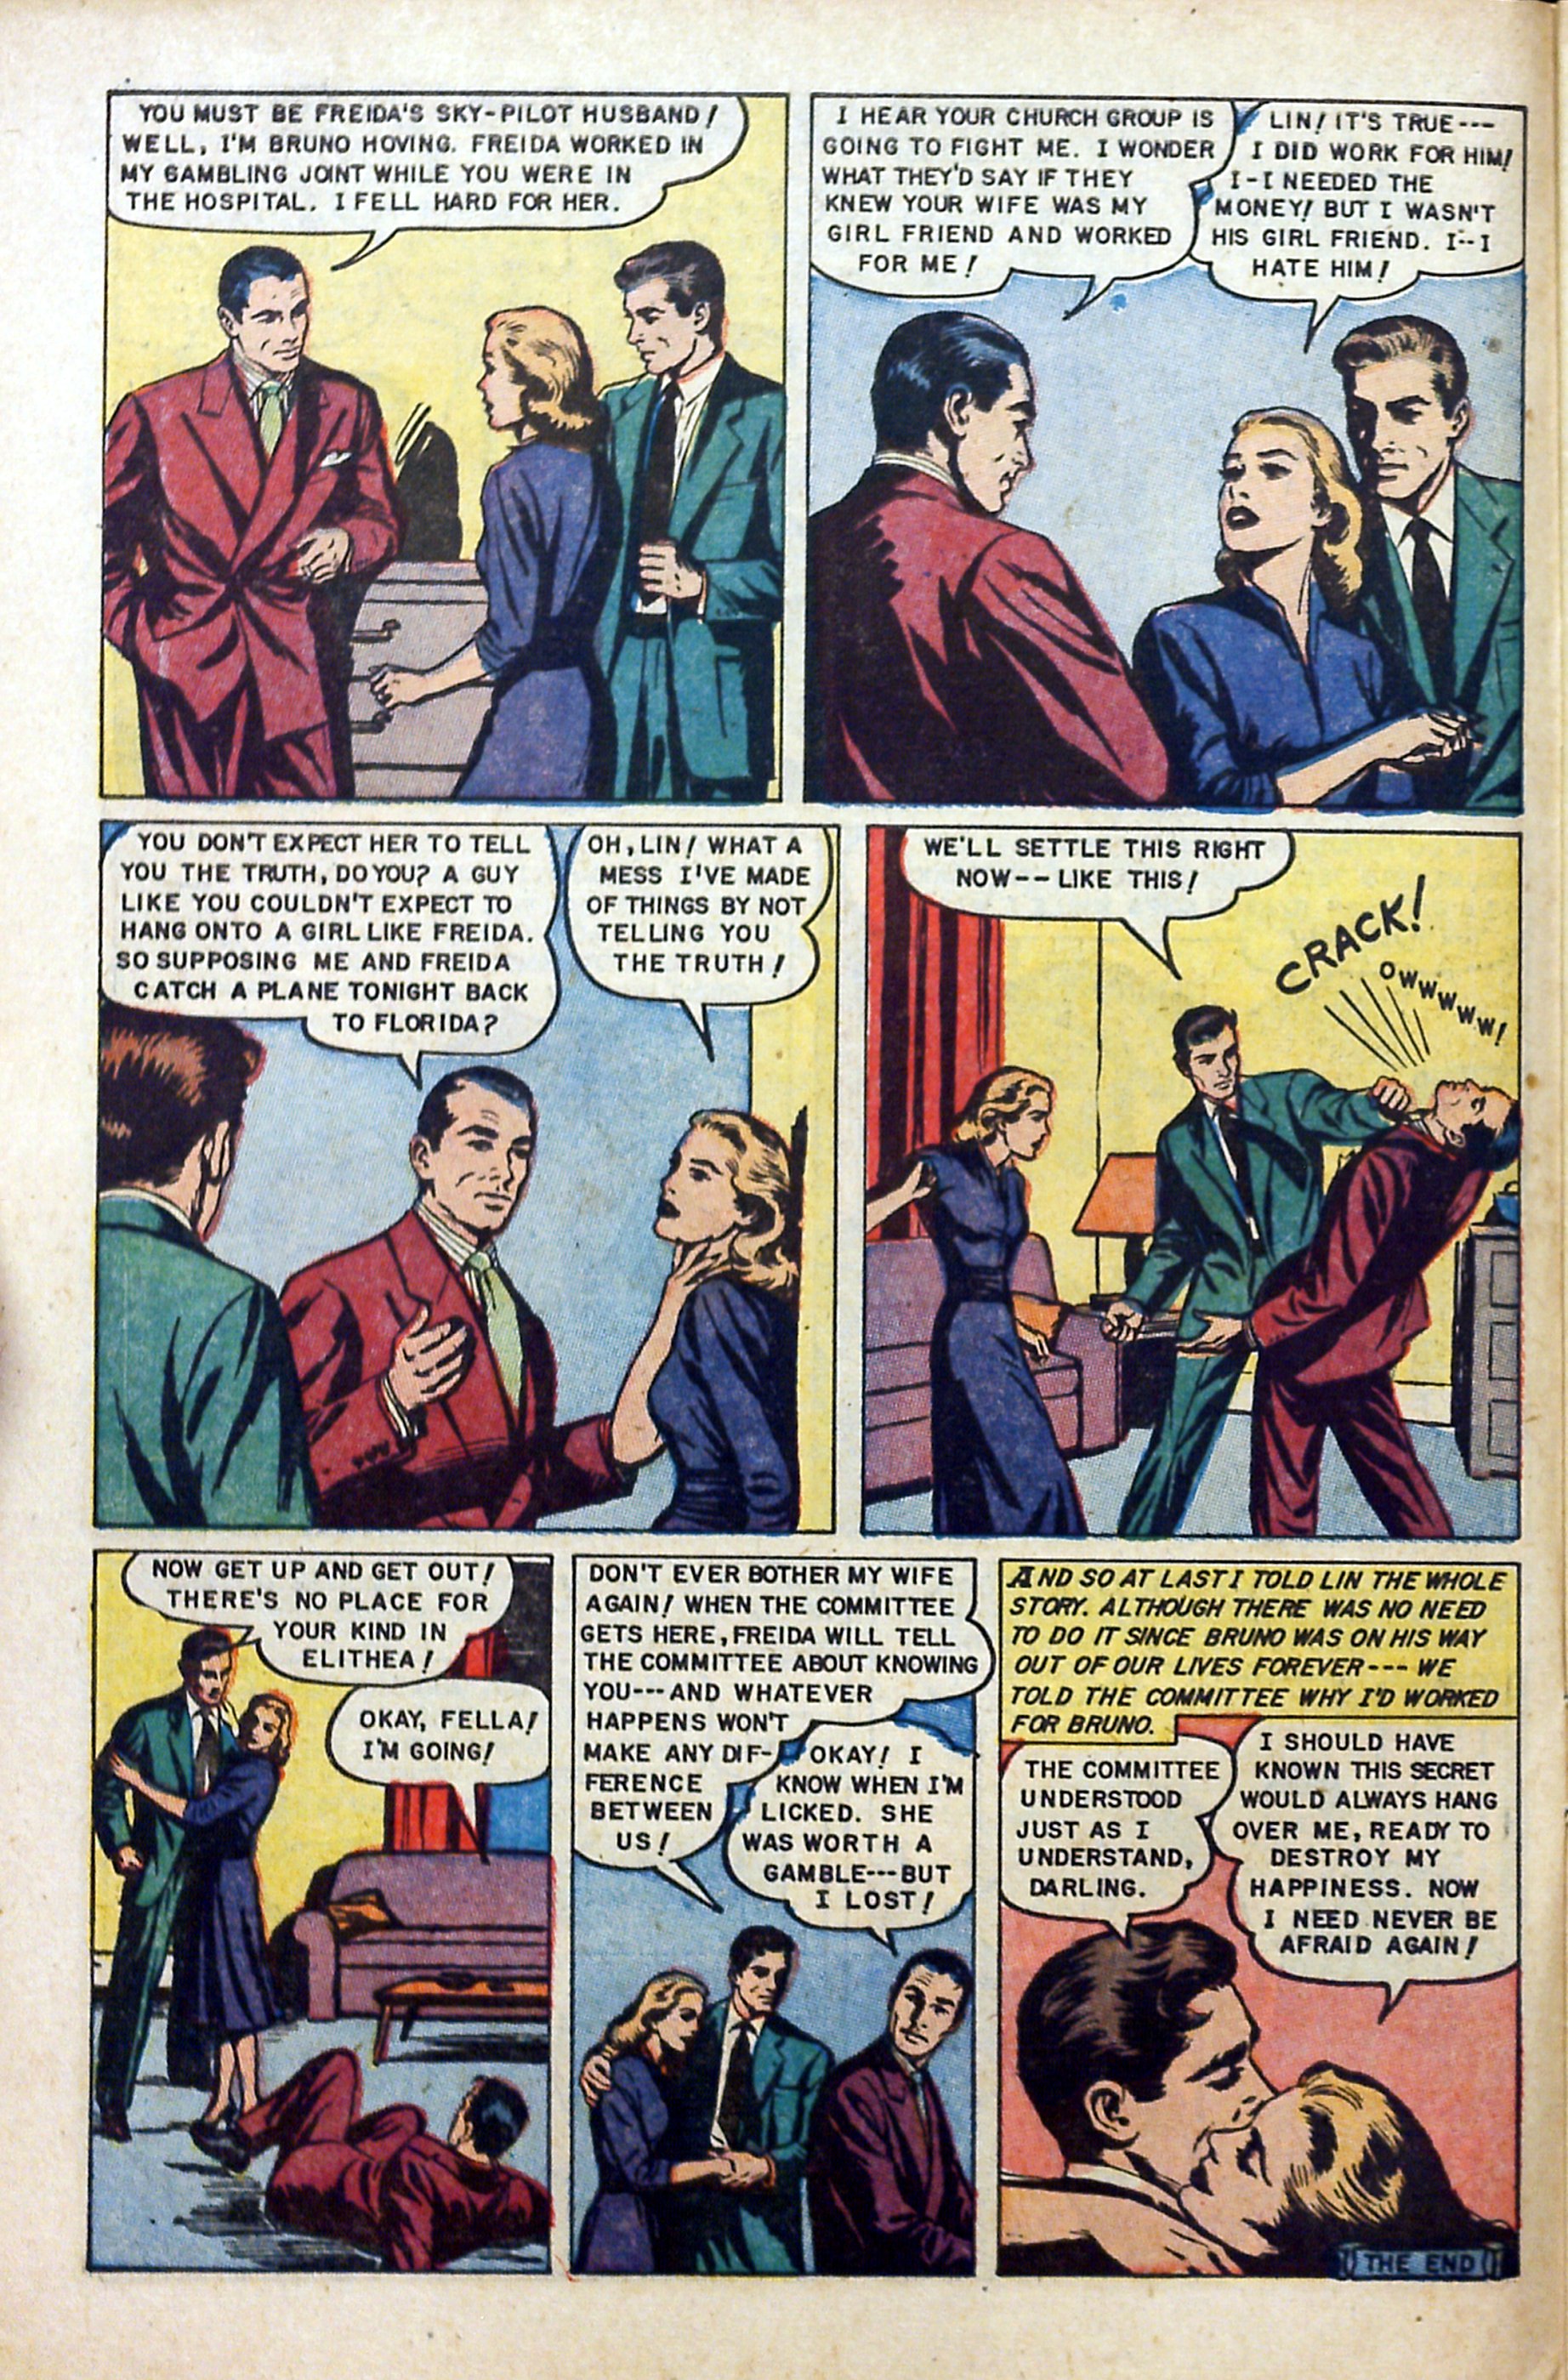 YOU MUST BE FREIDA'S SKY-PILOT HUSBAND!
WELL, I'M BRUNO HOVING. FREIDA WORKED IN
MY GAMBLING JOINT WHILE YOU WERE IN
THE HOSPITAL. I FELL HARD FOR HER.
I HEAR YOUR CHURCH GROUP IS
GOING TO FIGHT ME. I WONDER
WHAT THEY'D SAY IF THEY
KNEW YOUR WIFE WAS MY
GIRL FRIEND AND WORKED
FOR ME!
LIN! IT'S TRUE---
I DID WORK FOR HIM!
I-I NEEDED THE
MONEY! BUT I WASN'T
HIS GIRL FRIEND. I--I
HATE HIM!
YOU DON'T EXPECT HER TO TELL
YOU THE TRUTH, DO YOU? A GUY
LIKE YOU COULDN'T EXPECT TO
HANG ONTO A GIRL LIKE FREIDA.
SO SUPPOSING ME AND FREIDA
CATCH A PLANE TONIGHT BACK
TO FLORIDA?
OH, LIN! WHAT A
MESS I'VE MADE
OF THINGS BY NOT
TELLING YOU
THE TRUTH!
WE'LL SETTLE THIS RIGHT
NOW-- LIKE THIS!
CRACK!
OWWWWW!
NOW GET UP AND GET OUT!
THERE'S NO PLACE FOR
YOUR KIND IN
ELITHEA!
OKAY, FELLA!
I'M GOING!
DON'T EVER BOTHER MY WIFE
AGAIN! WHEN THE COMMITTEE
GETS HERE, FREIDA WILL TELL
THE COMMITTEE ABOUT KNOWING
YOU---AND WHATEVER
HAPPENS WON'T
MAKE ANY DIF-
FERENCE
BETWEEN
US!
OKAY! I
KNOW WHEN I'M
LICKED. SHE
WAS WORTH A
GAMBLE---BUT
I LOST!
AND SO AT LAST I TOLD LIN THE WHOLE
STORY. ALTHOUGH THERE WAS NO NEED
TO DO IT SINCE BRUNO WAS ON HIS WAY
OUT OF OUR LIVES FOREVER--- WE
TOLD THE COMMITTEE WHY I'D WORKED
FOR BRUNO.
THE COMMITTEE
UNDERSTOOD
JUST AS I
UNDERSTAND,
DARLING.
I SHOULD HAVE
KNOWN THIS SECRET
WOULD ALWAYS HANG
OVER ME, READY TO
DESTROY MY
HAPPINESS. NOW
I NEED NEVER BE
AFRAID AGAIN!
THE END